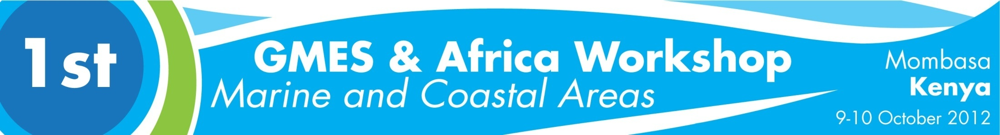 1st
GMES & Africa Workshop
Marine and Coastal Areas
Mombasa
Kenya
9-10 October 2012